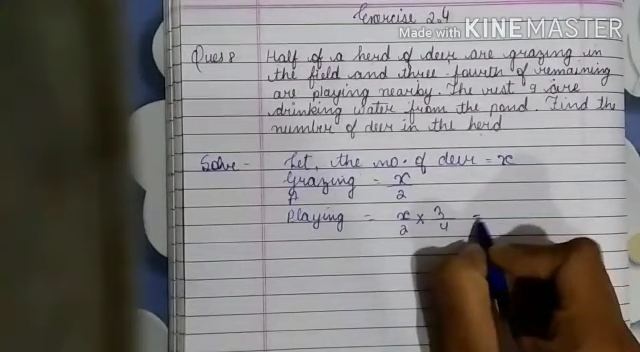 Exercise 2.4
Made with KINEMASTER
Ques 8 Half of a herd of deer are grazing in
the field and three fourth of remaining
are playing nearby. The rest 9 are
drinking water from the pond. Find the
number of deer in the herd
Solve - Let, the no. of deer = x
Grazing = x/2
Playing = x/2 × 3/4 =